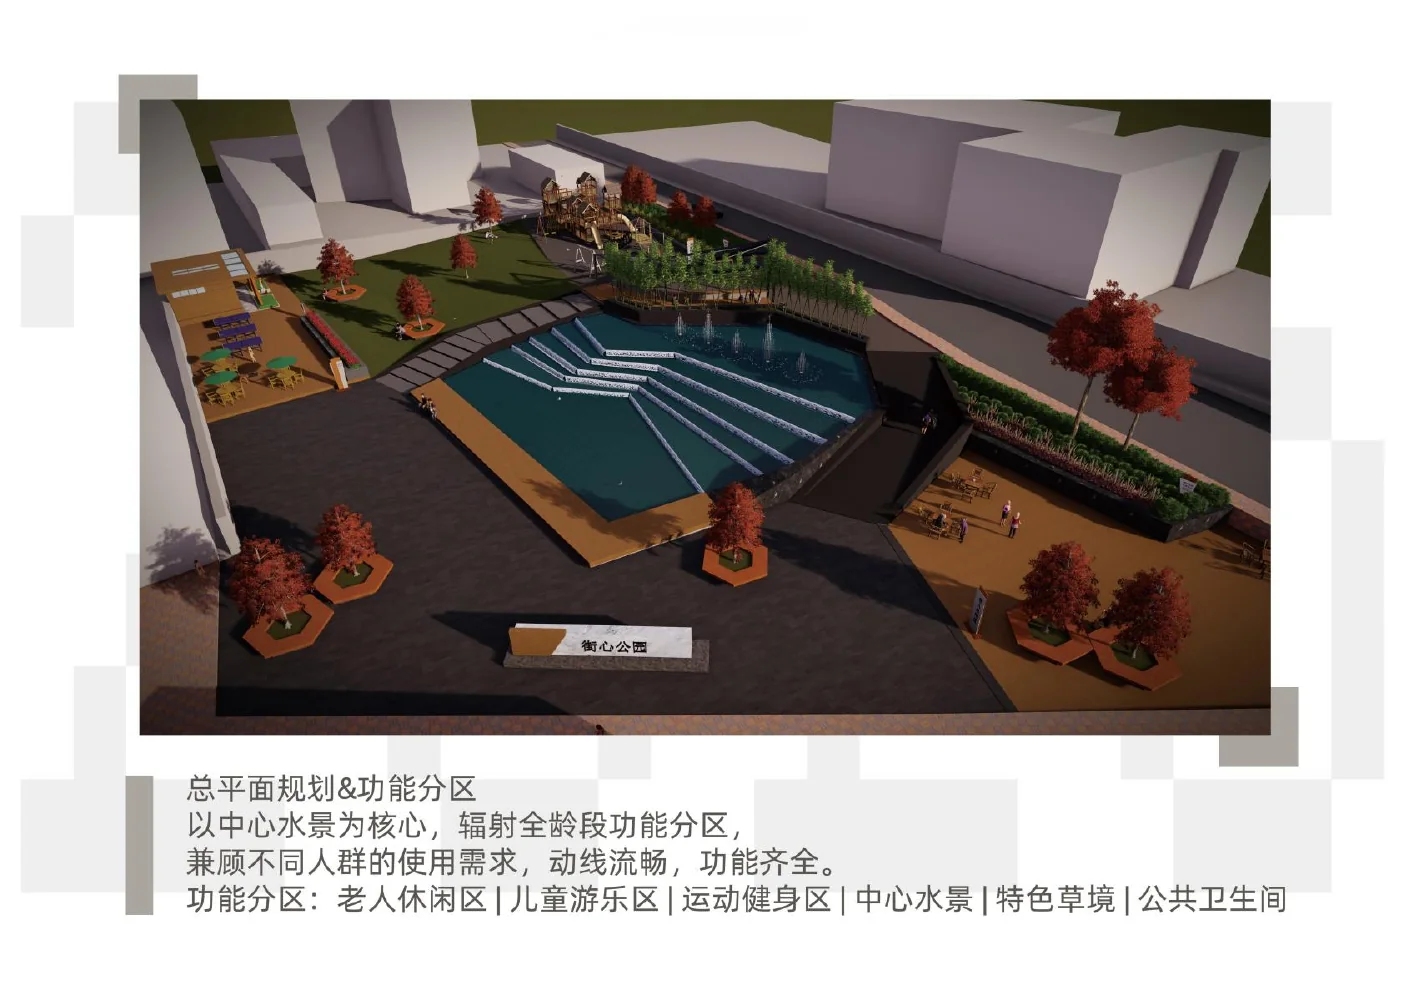 街心公园
总平面规划&功能分区
以中心水景为核心，辐射全龄段功能分区，
兼顾不同人群的使用需求，动线流畅，功能齐全。
功能分区：老人休闲区 | 儿童游乐区 | 运动健身区 | 中心水景 | 特色草境 | 公共卫生间